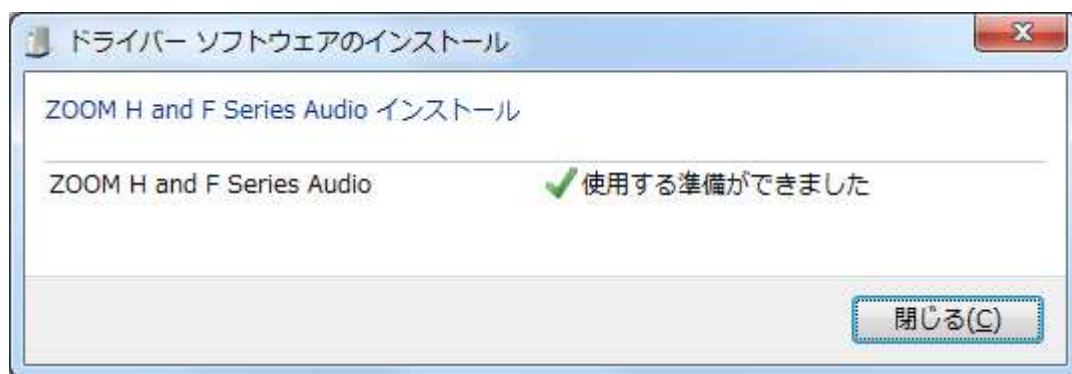 ドライバー ソフトウェアのインストール
ZOOM H and F Series Audio インストール
ZOOM H and F Series Audio 使用する準備ができました
閉じる(C)